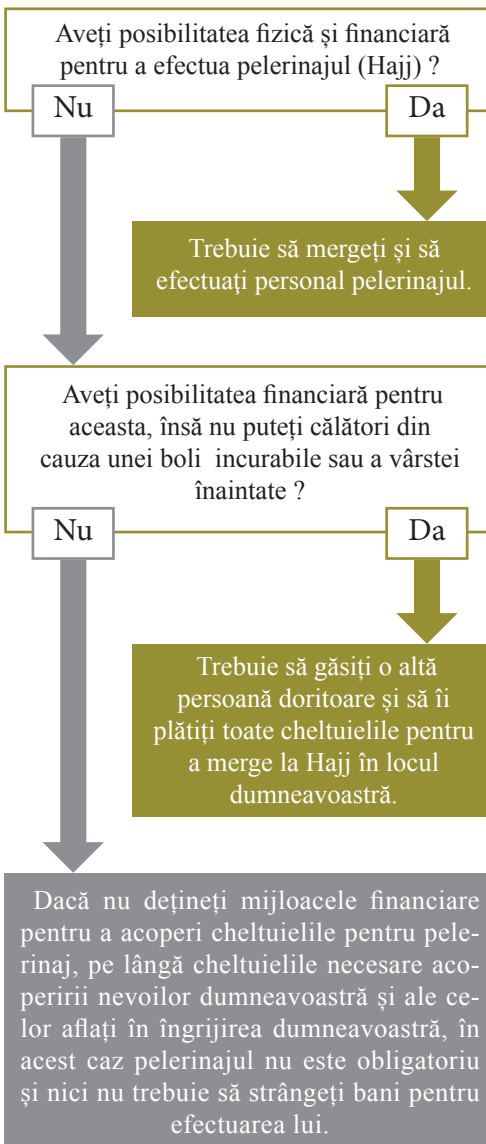 Aveți posibilitatea fizică și financiară
pentru a efectua pelerinajul (Hajj) ?
Nu
Da
Trebuie să mergeți și să
efectuaţi personal pelerinajul.
Aveți posibilitatea financiară pentru
aceasta, însă nu puteți călători din
cauza unei boli incurabile sau a vârstei
înaintate ?
Nu
Da
Trebuie să găsiți o altă
persoană doritoare și să îi
plătiți toate cheltuielile pentru
a merge la Hajj în locul
dumneavoastră.
Dacă nu dețineți mijloacele financiare
pentru a acoperi cheltuielile pentru pele-
rinaj, pe lângă cheltuielile necesare aco-
peririi nevoilor dumneavoastră și ale ce-
lor aflați în îngrijirea dumneavoastră, în
acest caz pelerinajul nu este obligatoriu
și nici nu trebuie să strângeți bani pentru
efectuarea lui.